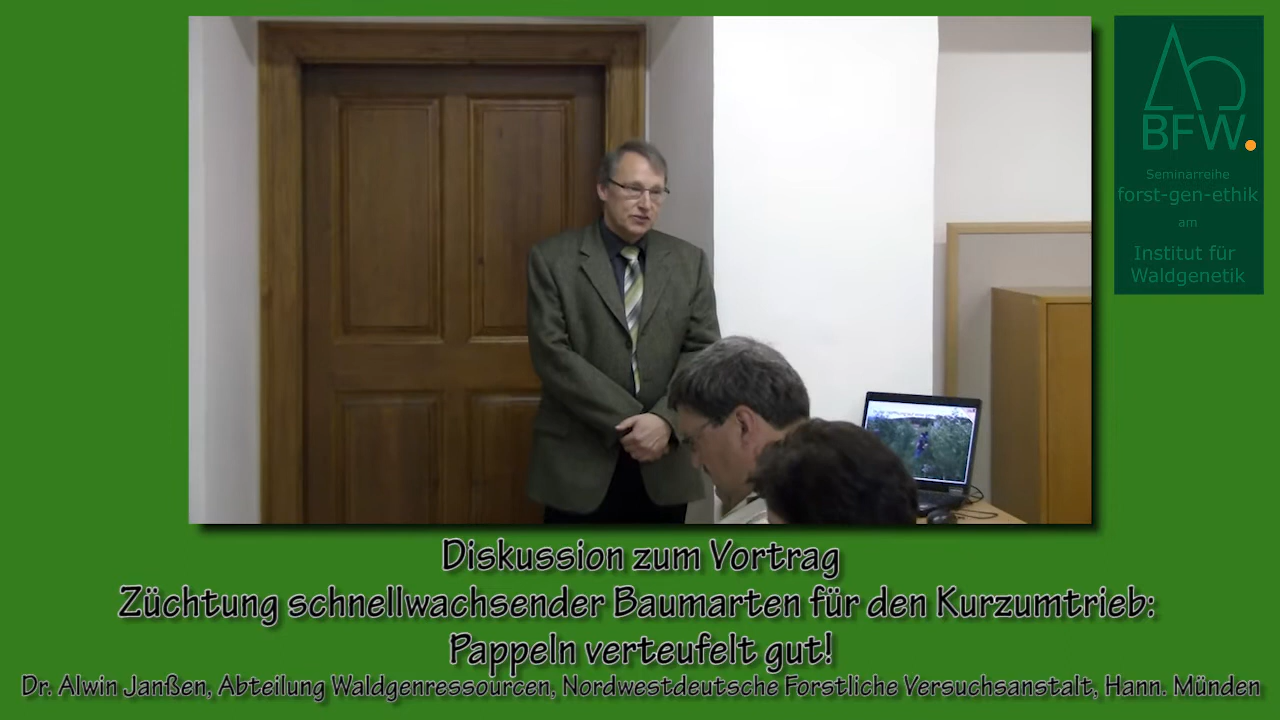 BFW.
Seminarreihe
forst-gen-ethik
am
Institut für
Waldgenetik
Diskussion zum Vortrag
Züchtung schnellwachsender Baumarten für den Kurzumtrieb:
Pappeln verteufelt gut!
Dr. Alwin Janßen, Abteilung Waldgenressourcen, Nordwestdeutsche Forstliche Versuchsanstalt, Hann. Münden